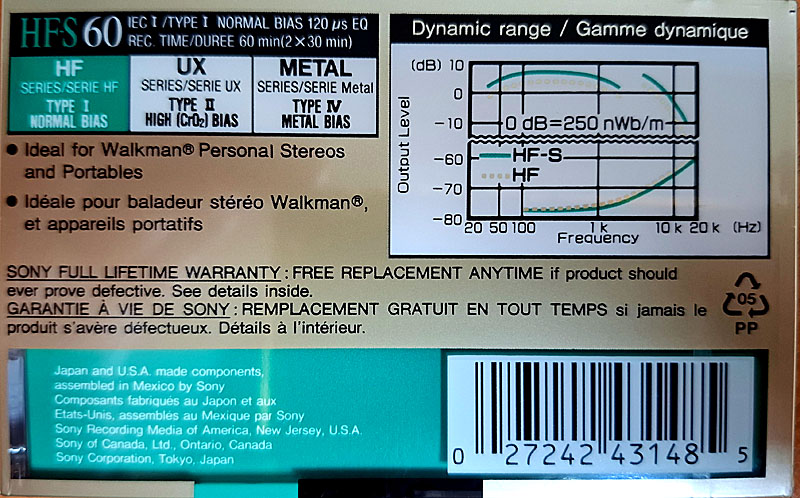 HF-S 60
IEC I /TYPE I NORMAL BIAS 120 µs EQ
REC. TIME/DUREE 60 min(2×30 min)
HF
SERIES/SERIE HF
TYPE I
NORMAL BIAS
UX
SERIES/SERIE UX
TYPE II
HIGH (CrO2) BIAS
METAL
SERIES/SERIE Metal
TYPE IV
METAL BIAS
● Ideal for Walkman® Personal Stereos
and Portables
● Idéale pour baladeur stéréo Walkman®,
et appareils portatifs
Dynamic range / Gamme dynamique
(dB) 10
0
−10
−60
−70
−80
Output Level
0 dB=250 nWb/m
HF-S
HF
20 50 100 1 k 10 k 20 k (Hz)
Frequency
SONY FULL LIFETIME WARRANTY : FREE REPLACEMENT ANYTIME if product should
ever prove defective. See details inside.
GARANTIE À VIE DE SONY : REMPLACEMENT GRATUIT EN TOUT TEMPS si jamais le
produit s'avère défectueux. Détails à l'intérieur.
05
PP
Japan and U.S.A. made components,
assembled in Mexico by Sony
Composants fabriqués au Japon et aux
Etats-Unis, assemblés au Mexique par Sony
Sony Recording Media of America, New Jersey, U.S.A.
Sony of Canada, Ltd., Ontario, Canada
Sony Corporation, Tokyo, Japan
0 27242 43148 5